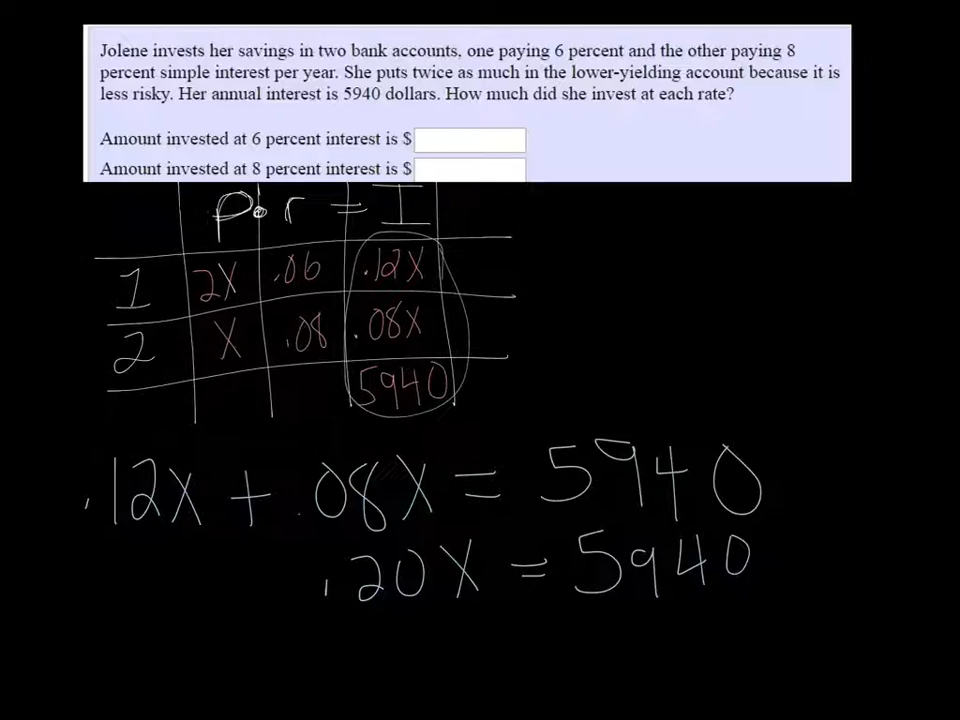 Jolene invests her savings in two bank accounts, one paying 6 percent and the other paying 8
percent simple interest per year. She puts twice as much in the lower-yielding account because it is
less risky. Her annual interest is 5940 dollars. How much did she invest at each rate?
Amount invested at 6 percent interest is $
Amount invested at 8 percent interest is $
P • r = I
1 2X .06 .12X
2 X .08 .08X
5940
.12X + .08X = 5940
.20X = 5940